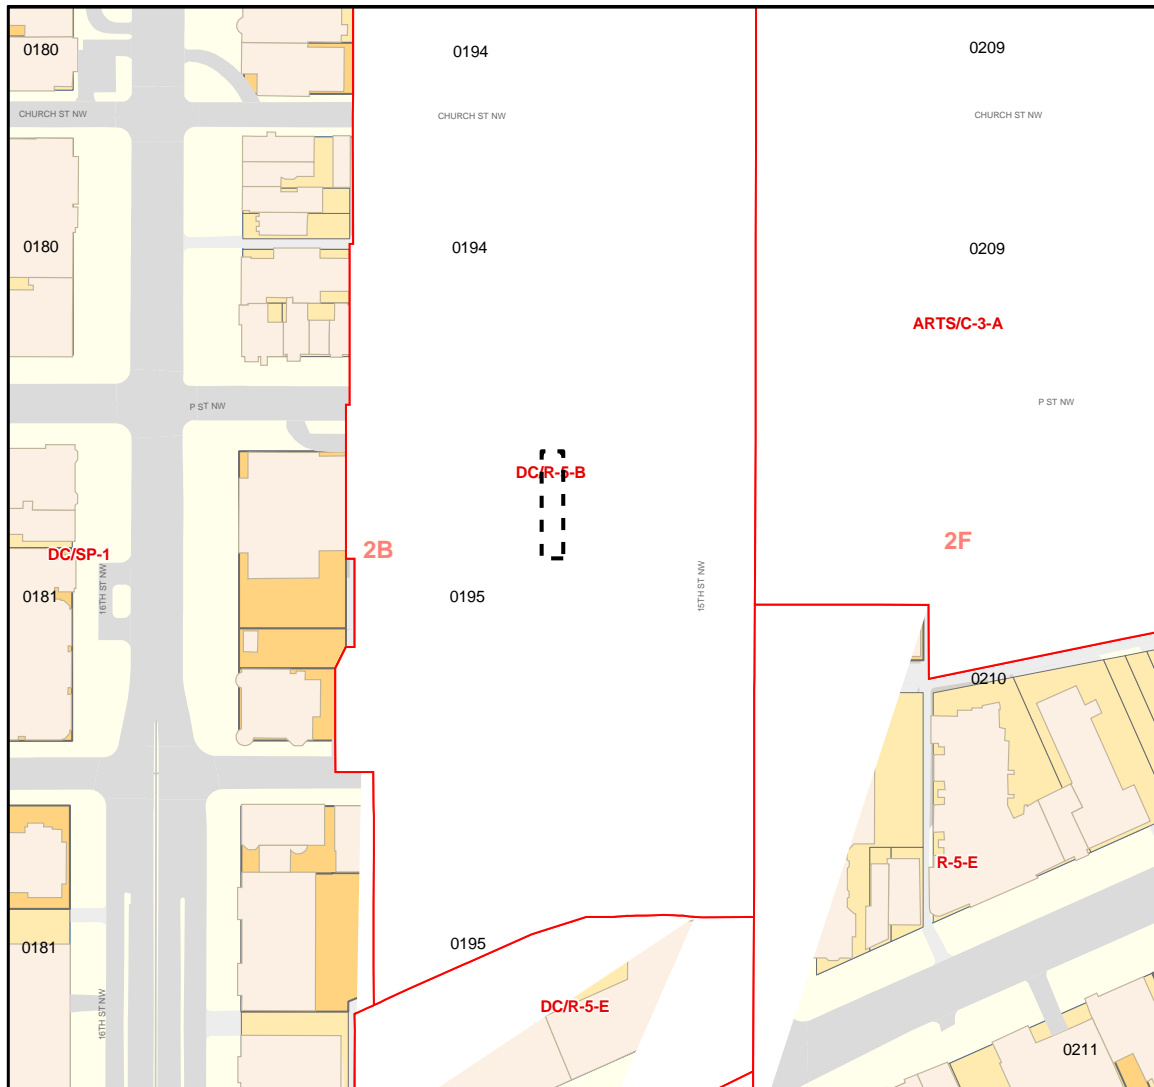 0180
0194
0209
CHURCH ST NW
CHURCH ST NW
CHURCH ST NW
0180
0194
0209
ARTS/C-3-A
P ST NW
P ST NW
DC/R-5-B
DC/SP-1
2B
2F
16TH ST NW
15TH ST NW
0181
0195
0210
R-5-E
0181
0195
16TH ST NW
DC/R-5-E
0211